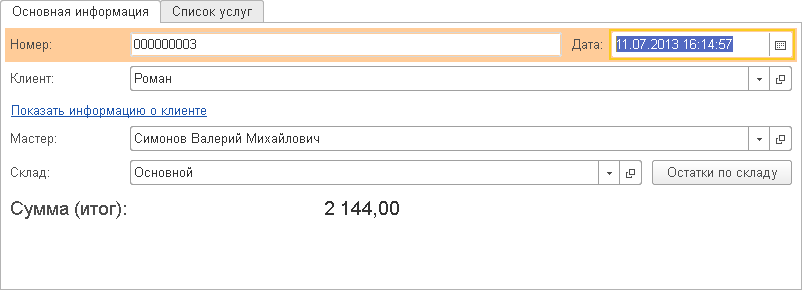 Основная информация Список услуг
Номер: 000000003 Дата: 11.07.2013 16:14:57
Клиент: Роман
Показать информацию о клиенте
Мастер: Симонов Валерий Михайлович
Склад: Основной Остатки по складу
Сумма (итог): 2 144,00